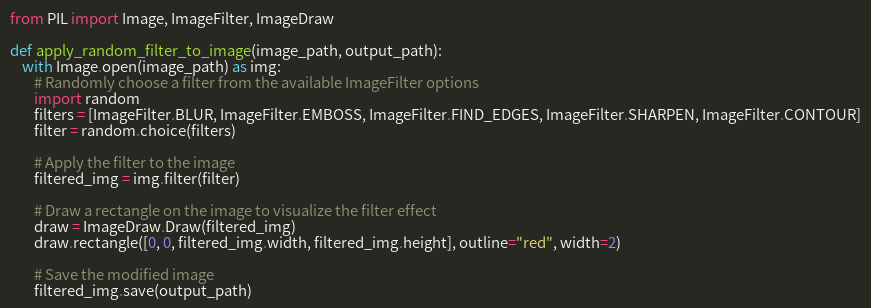 from PIL import Image, ImageFilter, ImageDraw
def apply_random_filter_to_image(image_path, output_path):
with Image.open(image_path) as img:
# Randomly choose a filter from the available ImageFilter options
import random
filters = [ImageFilter.BLUR, ImageFilter.EMBOSS, ImageFilter.FIND_EDGES, ImageFilter.SHARPEN, ImageFilter.CONTOUR]
filter = random.choice(filters)
# Apply the filter to the image
filtered_img = img.filter(filter)
# Draw a rectangle on the image to visualize the filter effect
draw = ImageDraw.Draw(filtered_img)
draw.rectangle([0, 0, filtered_img.width, filtered_img.height], outline="red", width=2)
# Save the modified image
filtered_img.save(output_path)